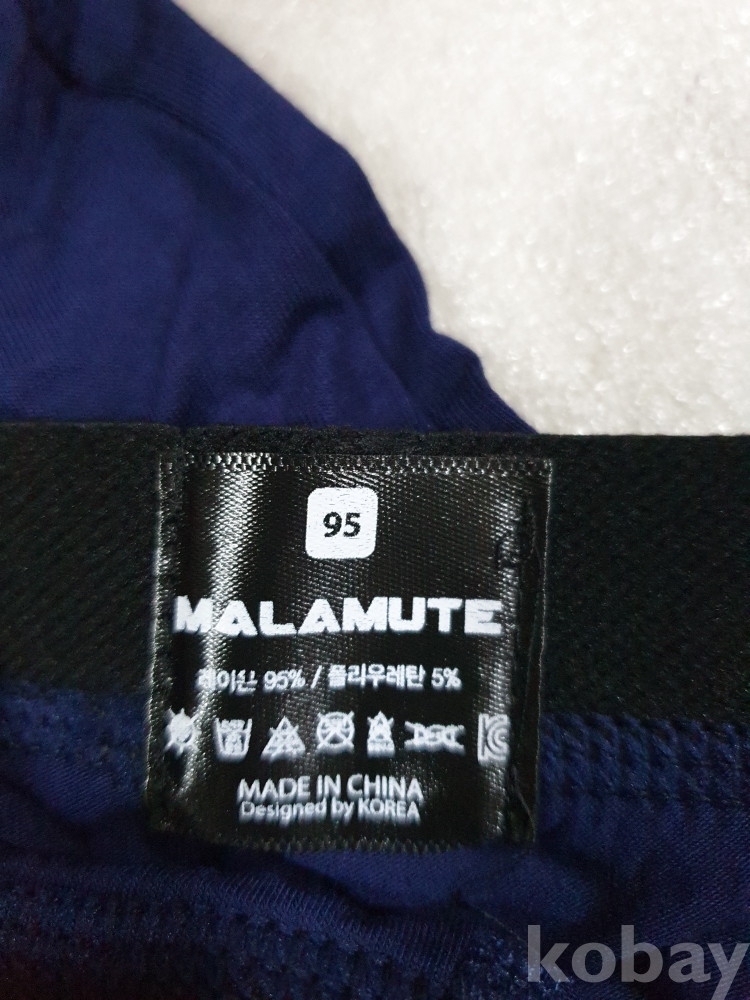 95
MALAMUTE
레이온 95% / 폴리우레탄 5%
MADE IN CHINA
Designed by KOREA
kobay